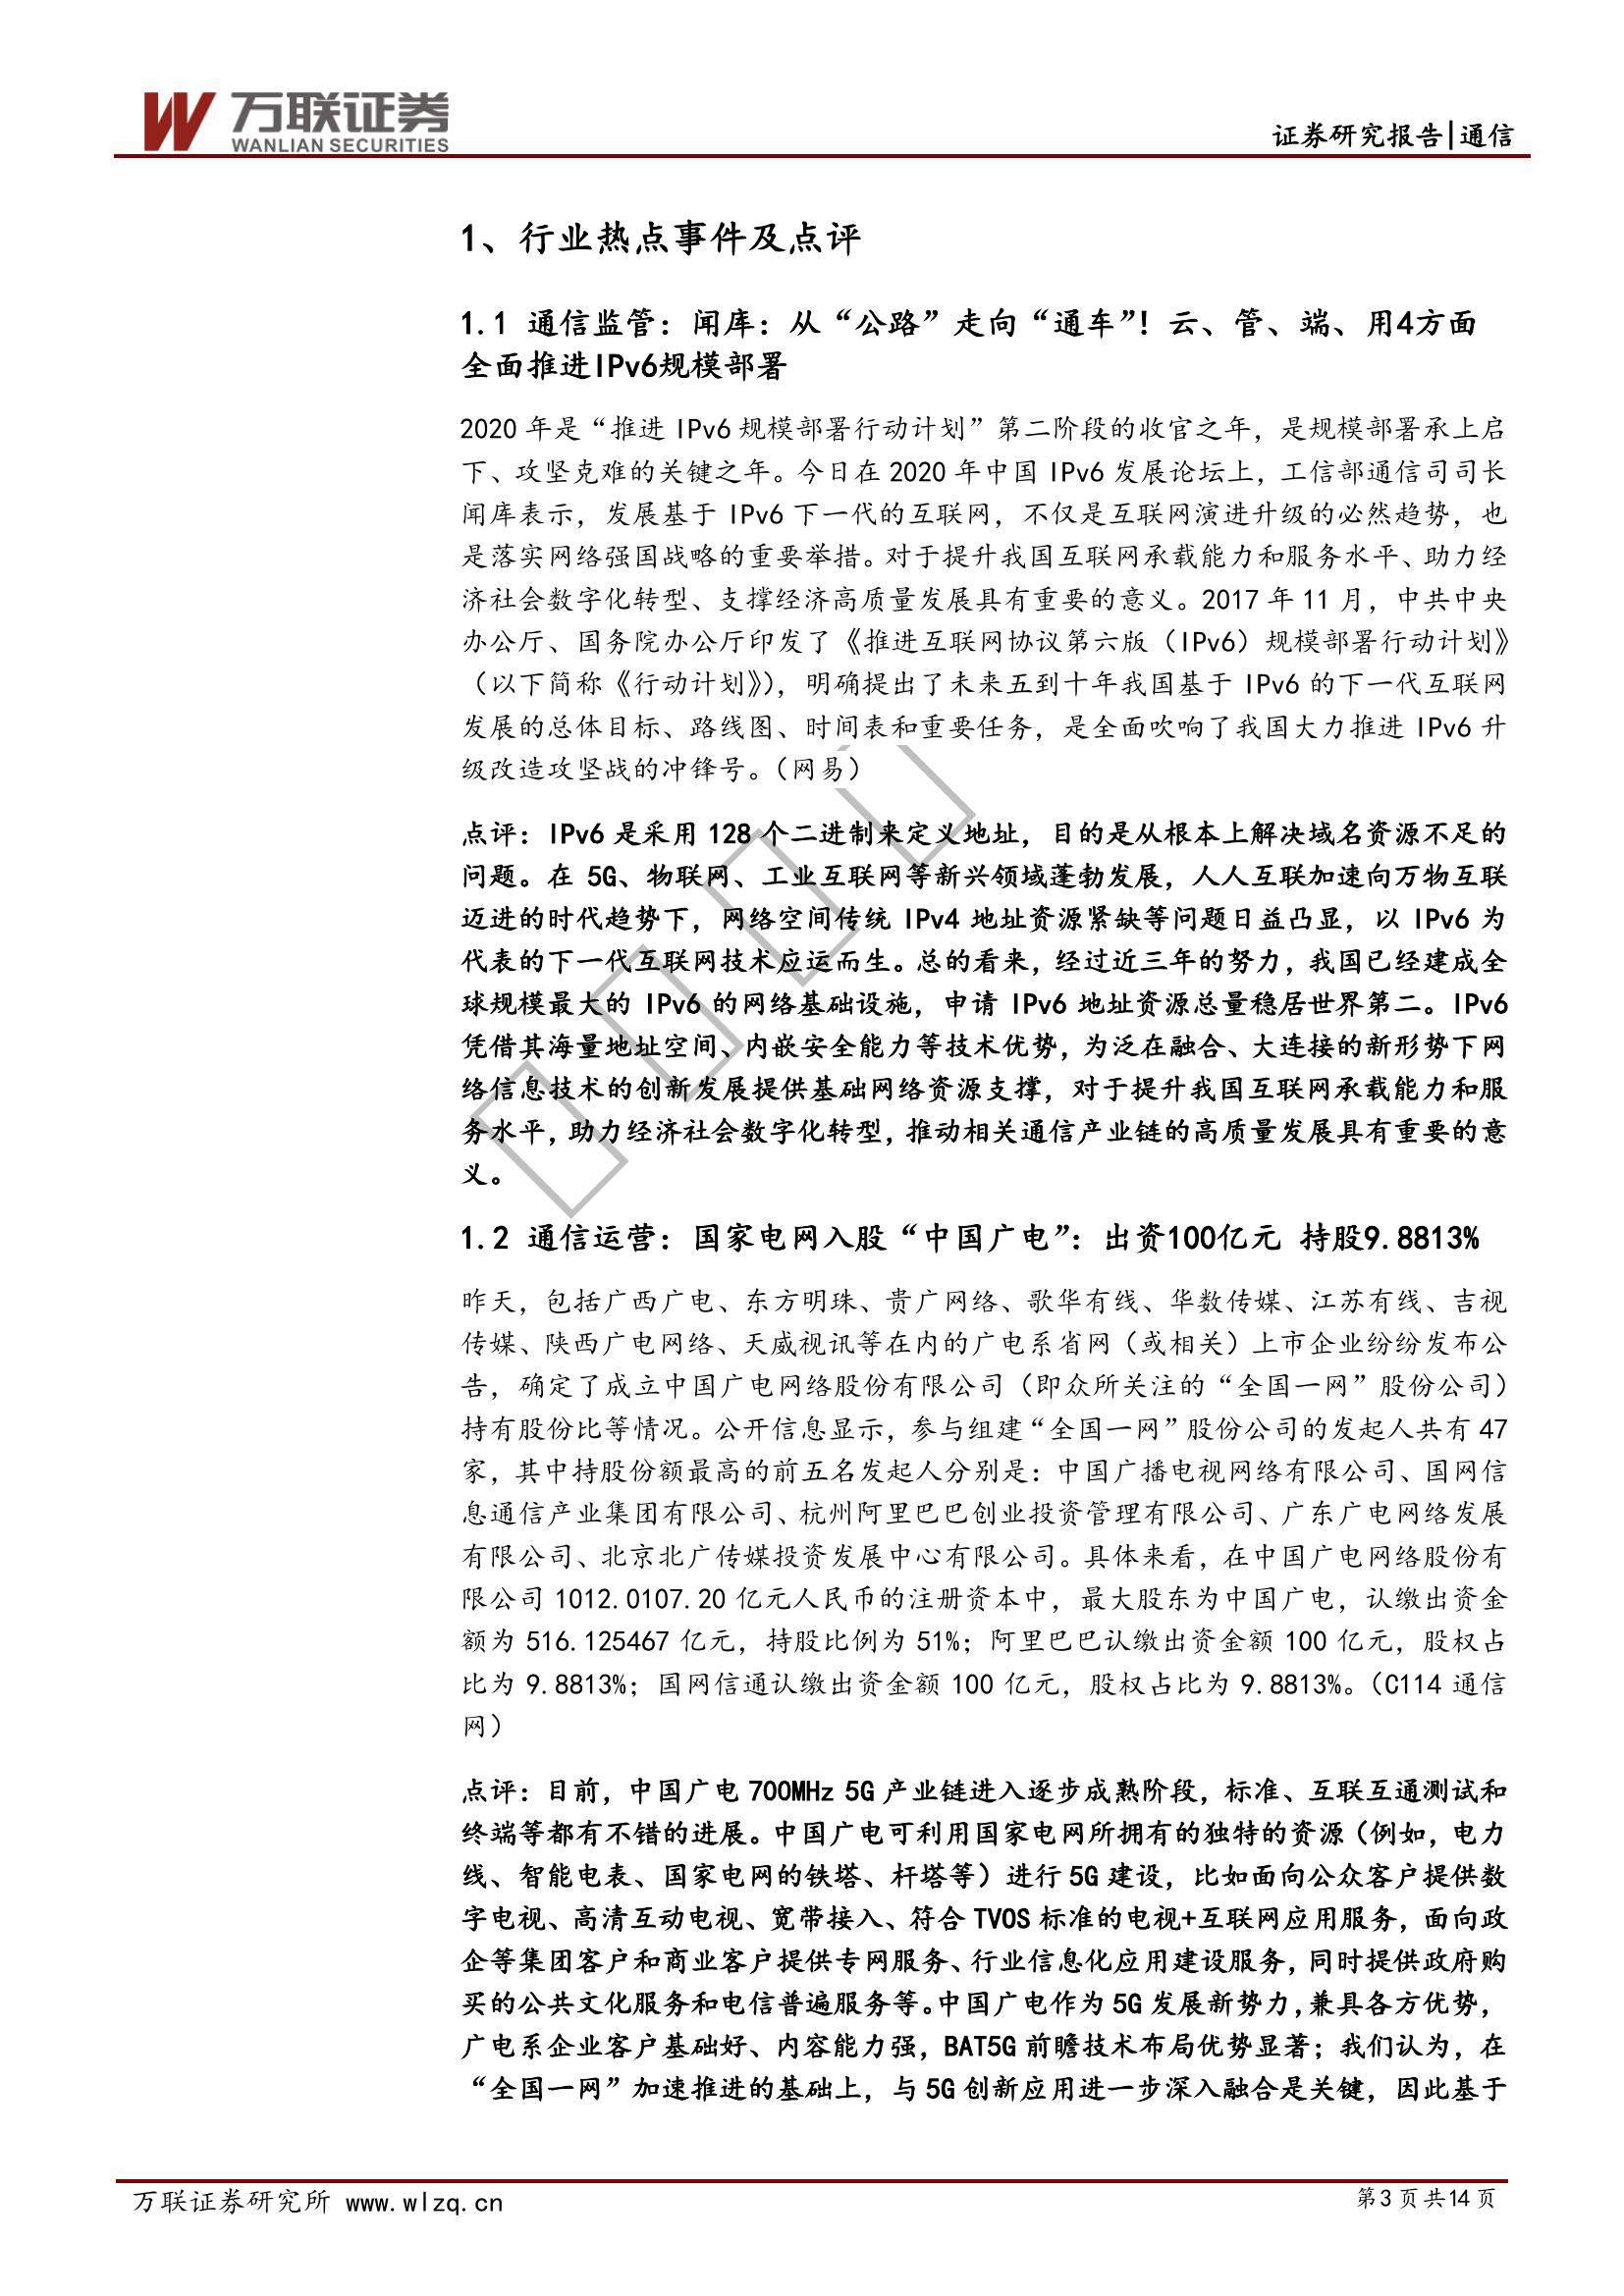 万联证券
WANLIAN SECURITIES
证券研究报告|通信
1、行业热点事件及点评
1.1 通信监管：闻库：从“公路”走向“通车”！云、管、端、用4方面
全面推进IPv6规模部署
2020 年是“推进 IPv6 规模部署行动计划”第二阶段的收官之年，是规模部署承上启
下、攻坚克难的关键之年。今日在 2020 年中国 IPv6 发展论坛上，工信部通信司司长
闻库表示，发展基于 IPv6 下一代的互联网，不仅是互联网演进升级的必然趋势，也
是落实网络强国战略的重要举措。对于提升我国互联网承载能力和服务水平、助力经
济社会数字化转型、支撑经济高质量发展具有重要的意义。2017 年 11 月，中共中央
办公厅、国务院办公厅印发了《推进互联网协议第六版（IPv6）规模部署行动计划》
（以下简称《行动计划》），明确提出了未来五到十年我国基于 IPv6 的下一代互联网
发展的总体目标、路线图、时间表和重要任务，是全面吹响了我国大力推进 IPv6 升
级改造攻坚战的冲锋号。（网易）
点评：IPv6 是采用 128 个二进制来定义地址，目的是从根本上解决域名资源不足的
问题。在 5G、物联网、工业互联网等新兴领域蓬勃发展，人人互联加速向万物互联
迈进的时代趋势下，网络空间传统 IPv4 地址资源紧缺等问题日益凸显，以 IPv6 为
代表的下一代互联网技术应运而生。总的看来，经过近三年的努力，我国已经建成全
球规模最大的 IPv6 的网络基础设施，申请 IPv6 地址资源总量稳居世界第二。IPv6
凭借其海量地址空间、内嵌安全能力等技术优势，为泛在融合、大连接的新形势下网
络信息技术的创新发展提供基础网络资源支撑，对于提升我国互联网承载能力和服
务水平，助力经济社会数字化转型，推动相关通信产业链的高质量发展具有重要的意
义。
1.2 通信运营：国家电网入股“中国广电”：出资100亿元 持股9.8813%
昨天，包括广西广电、东方明珠、贵广网络、歌华有线、华数传媒、江苏有线、吉视
传媒、陕西广电网络、天威视讯等在内的广电系省网（或相关）上市企业纷纷发布公
告，确定了成立中国广电网络股份有限公司（即众所关注的“全国一网”股份公司）
持有股份比等情况。公开信息显示，参与组建“全国一网”股份公司的发起人共有 47
家，其中持股份额最高的前五名发起人分别是：中国广播电视网络有限公司、国网信
息通信产业集团有限公司、杭州阿里巴巴创业投资管理有限公司、广东广电网络发展
有限公司、北京北广传媒投资发展中心有限公司。具体来看，在中国广电网络股份有
限公司 1012.0107.20 亿元人民币的注册资本中，最大股东为中国广电，认缴出资金
额为 516.125467 亿元，持股比例为 51%；阿里巴巴认缴出资金额 100 亿元，股权占
比为 9.8813%；国网信通认缴出资金额 100 亿元，股权占比为 9.8813%。（C114 通信
网）
点评：目前，中国广电 700MHz 5G 产业链进入逐步成熟阶段，标准、互联互通测试和
终端等都有不错的进展。中国广电可利用国家电网所拥有的独特的资源（例如，电力
线、智能电表、国家电网的铁塔、杆塔等）进行 5G 建设，比如面向公众客户提供数
字电视、高清互动电视、宽带接入、符合 TVOS 标准的电视+互联网应用服务，面向政
企等集团客户和商业客户提供专网服务、行业信息化应用建设服务，同时提供政府购
买的公共文化服务和电信普遍服务等。中国广电作为 5G 发展新势力，兼具各方优势，
广电系企业客户基础好、内容能力强，BAT5G 前瞻技术布局优势显著；我们认为，在
“全国一网”加速推进的基础上，与 5G 创新应用进一步深入融合是关键，因此基于
万联证券研究所 www.wlzq.cn
第 3 页 共 14 页